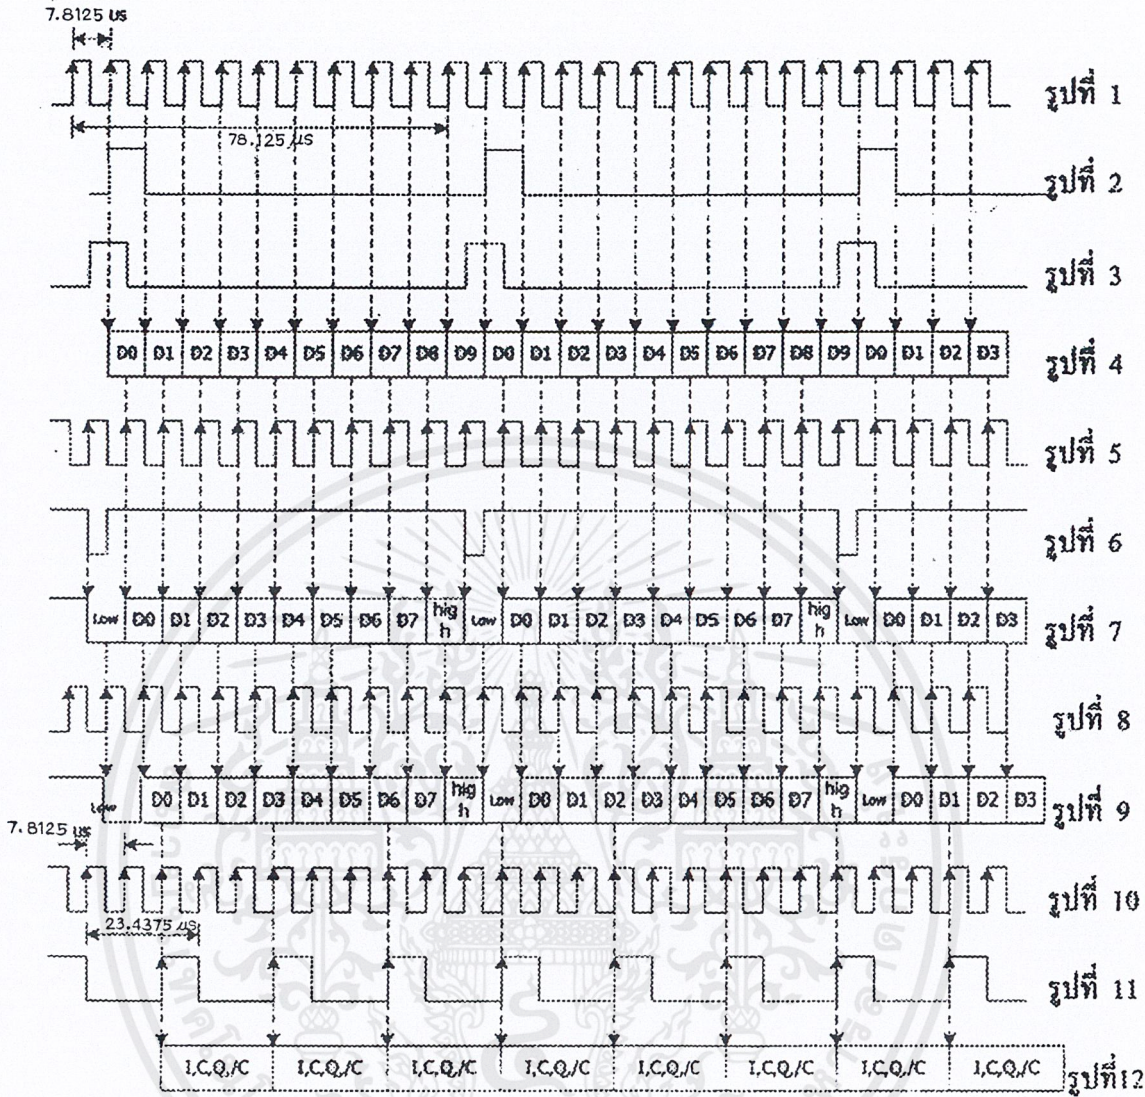 7.8125 us
รูปที่ 1
78.125 μs
รูปที่ 2
รูปที่ 3
D0 D1 D2 D3 D4 D5 D6 D7 D8 D9 D0 D1 D2 D3 D4 D5 D6 D7 D8 D9 D0 D1 D2 D3 รูปที่ 4
รูปที่ 5
รูปที่ 6
Low D0 D1 D2 D3 D4 D5 D6 D7 high Low D0 D1 D2 D3 D4 D5 D6 D7 high Low D0 D1 D2 D3 รูปที่ 7
รูปที่ 8
Low D0 D1 D2 D3 D4 D5 D6 D7 high Low D0 D1 D2 D3 D4 D5 D6 D7 high Low D0 D1 D2 D3 รูปที่ 9
7.8125 us
รูปที่ 10
23.4375 μs
รูปที่ 11
I,C,Q,/C I,C,Q,/C I,C,Q,/C I,C,Q,/C I,C,Q,/C I,C,Q,/C I,C,Q,/C I,C,Q,/C รูปที่12